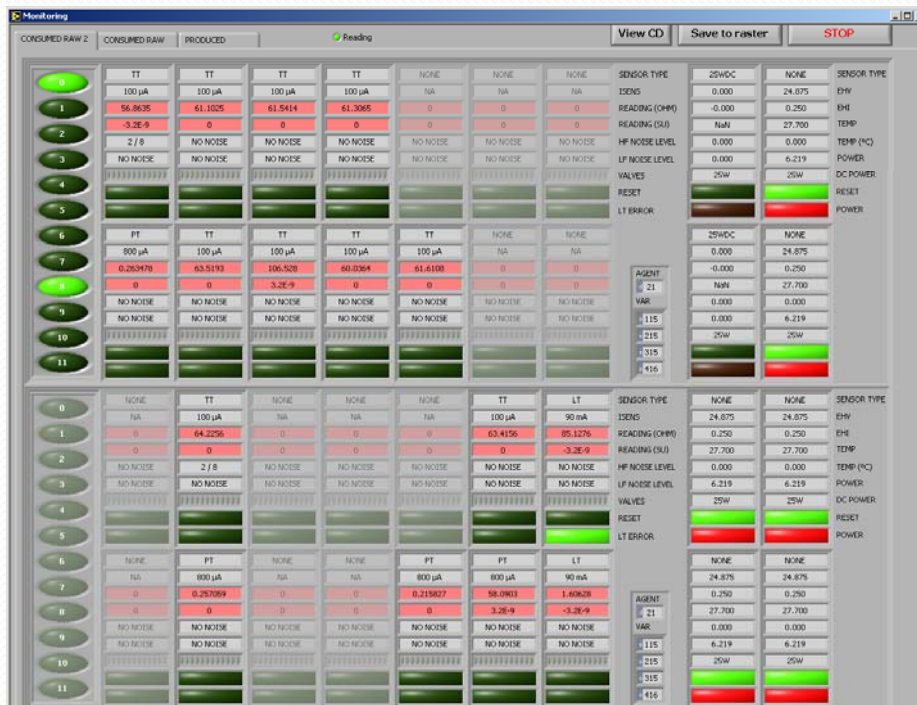 Monitoring
CONSUMED RAW 2 CONSUMED RAW PRODUCED Reading View CD Save to raster STOP
0 TT TT TT TT NONE NONE NONE SENSOR TYPE 25WDC NONE SENSOR TYPE
100 µA 100 µA 100 µA 100 µA NA NA NA ISENS 0.000 24.875 EHV
1 56.8635 61.1025 61.5414 61.3065 0 0 0 READING (OHM) -0.000 0.250 EHI
-3.2E-9 0 0 0 0 0 0 READING (SU) NaN 27.700 TEMP
2 2 / 8 NO NOISE NO NOISE NO NOISE NO NOISE NO NOISE NO NOISE HF NOISE LEVEL 0.000 0.000 TEMP (ºC)
3 NO NOISE NO NOISE NO NOISE NO NOISE NO NOISE NO NOISE NO NOISE LF NOISE LEVEL 0.000 6.219 POWER
4 VALVES 25W 25W DC POWER
RESET RESET
5 LT ERROR POWER
6 PT TT TT TT TT NONE NONE 25WDC NONE
800 µA 100 µA 100 µA 100 µA 100 µA NA NA 0.000 24.875
7 0.263478 63.5193 106.528 60.0364 61.6108 0 0 -0.000 0.250
8 0 0 3.2E-9 0 0 0 0 AGENT 21 NaN 27.700
NO NOISE NO NOISE NO NOISE NO NOISE NO NOISE NO NOISE NO NOISE VAR 0.000 0.000
9 NO NOISE NO NOISE NO NOISE NO NOISE NO NOISE NO NOISE NO NOISE 115 0.000 6.219
10 215 25W 25W
315
11 416
0 NONE TT NONE NONE NONE TT LT SENSOR TYPE NONE NONE SENSOR TYPE
NA 100 µA NA NA NA 100 µA 90 mA ISENS 24.875 24.875 EHV
1 0 64.2256 0 0 0 63.4156 85.1276 READING (OHM) 0.250 0.250 EHI
2 0 0 0 0 0 0 -3.2E-9 READING (SU) 27.700 27.700 TEMP
NO NOISE 2 / 8 NO NOISE NO NOISE NO NOISE NO NOISE NO NOISE HF NOISE LEVEL 0.000 0.000 TEMP (ºC)
3 NO NOISE NO NOISE NO NOISE NO NOISE NO NOISE NO NOISE NO NOISE LF NOISE LEVEL 6.219 6.219 POWER
4 VALVES 25W 25W DC POWER
RESET RESET
5 LT ERROR POWER
6 NONE PT NONE NONE PT PT LT NONE NONE
NA 800 µA NA NA 800 µA 800 µA 90 mA 24.875 24.875
7 0 0.257059 0 0 0.215827 58.0903 1.60628 0.250 0.250
8 0 0 0 0 0 3.2E-9 -3.2E-9 AGENT 21 27.700 27.700
NO NOISE NO NOISE NO NOISE NO NOISE NO NOISE NO NOISE NO NOISE VAR 0.000 0.000
9 NO NOISE NO NOISE NO NOISE NO NOISE NO NOISE NO NOISE NO NOISE 115 6.219 6.219
10 215 25W 25W
315
11 416